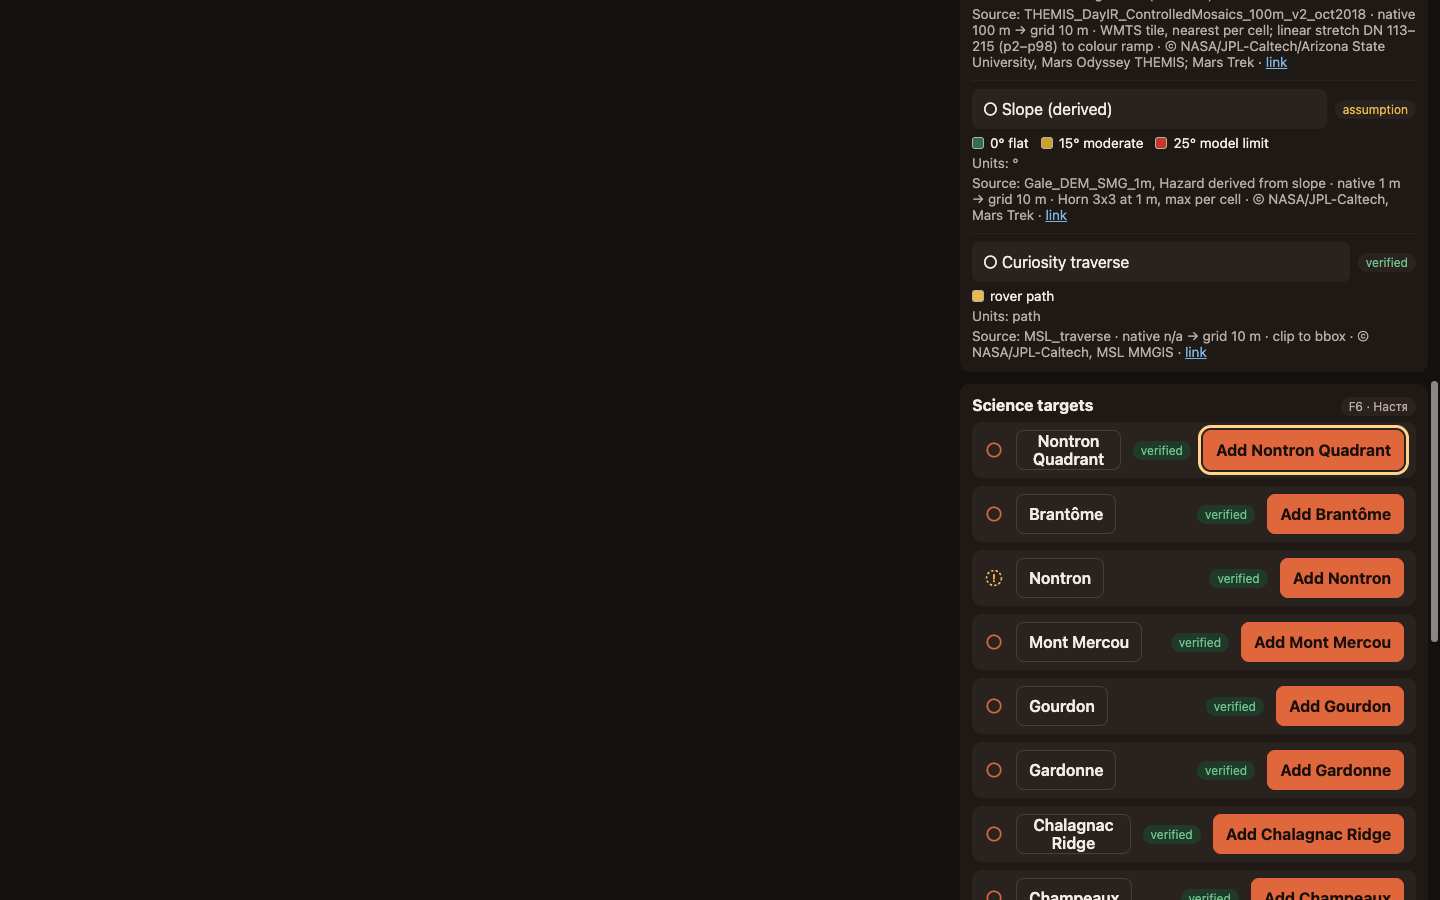 Source: THEMIS_DayIR_ControlledMosaics_100m_v2_oct2018 · native
100 m → grid 10 m · WMTS tile, nearest per cell; linear stretch DN 113–
215 (p2–p98) to colour ramp · © NASA/JPL-Caltech/Arizona State
University, Mars Odyssey THEMIS; Mars Trek · link
Slope (derived)
assumption
0° flat 15° moderate 25° model limit
Units: °
Source: Gale_DEM_SMG_1m, Hazard derived from slope · native 1 m
→ grid 10 m · Horn 3x3 at 1 m, max per cell · © NASA/JPL-Caltech,
Mars Trek · link
Curiosity traverse
verified
rover path
Units: path
Source: MSL_traverse · native n/a → grid 10 m · clip to bbox · ©
NASA/JPL-Caltech, MSL MMGIS · link
Science targets
F6 · Настя
Nontron
Quadrant
verified
Add Nontron Quadrant
Brantôme
verified
Add Brantôme
Nontron
verified
Add Nontron
Mont Mercou
verified
Add Mont Mercou
Gourdon
verified
Add Gourdon
Gardonne
verified
Add Gardonne
Chalagnac
Ridge
verified
Add Chalagnac Ridge
Champeaux
verified
Add Champeaux